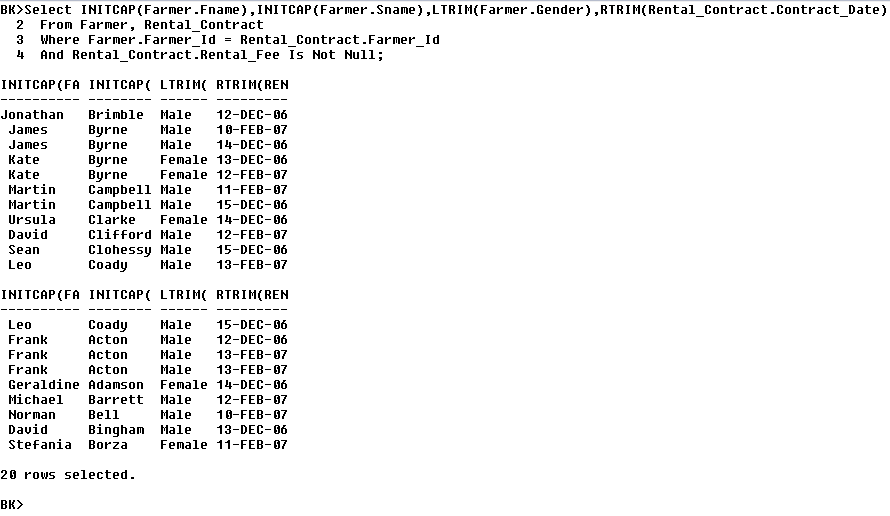 BK>Select INITCAP(Farmer.Fname),INITCAP(Farmer.Sname),LTRIM(Farmer.Gender),RTRIM(Rental_Contract.Contract_Date)
  2  From Farmer, Rental_Contract
  3  Where Farmer.Farmer_Id = Rental_Contract.Farmer_Id
  4  And Rental_Contract.Rental_Fee Is Not Null;
INITCAP(FA INITCAP( LTRIM( RTRIM(REN
---------- -------- ------ ---------
Jonathan   Brimble  Male   12-DEC-06
 James     Byrne    Male   10-FEB-07
 James     Byrne    Male   14-DEC-06
 Kate      Byrne    Female 13-DEC-06
 Kate      Byrne    Female 12-FEB-07
 Martin    Campbell Male   11-FEB-07
 Martin    Campbell Male   15-DEC-06
 Ursula    Clarke   Female 14-DEC-06
 David     Clifford Male   12-FEB-07
 Sean      Clohessy Male   15-DEC-06
 Leo       Coady    Male   13-FEB-07
INITCAP(FA INITCAP( LTRIM( RTRIM(REN
---------- -------- ------ ---------
 Leo       Coady    Male   15-DEC-06
 Frank     Acton    Male   12-DEC-06
 Frank     Acton    Male   13-FEB-07
 Frank     Acton    Male   13-FEB-07
 Geraldine Adamson  Female 14-DEC-06
 Michael   Barrett  Male   12-FEB-07
 Norman    Bell     Male   10-FEB-07
 David     Bingham  Male   13-DEC-06
 Stefania  Borza    Female 11-FEB-07
20 rows selected.
BK>